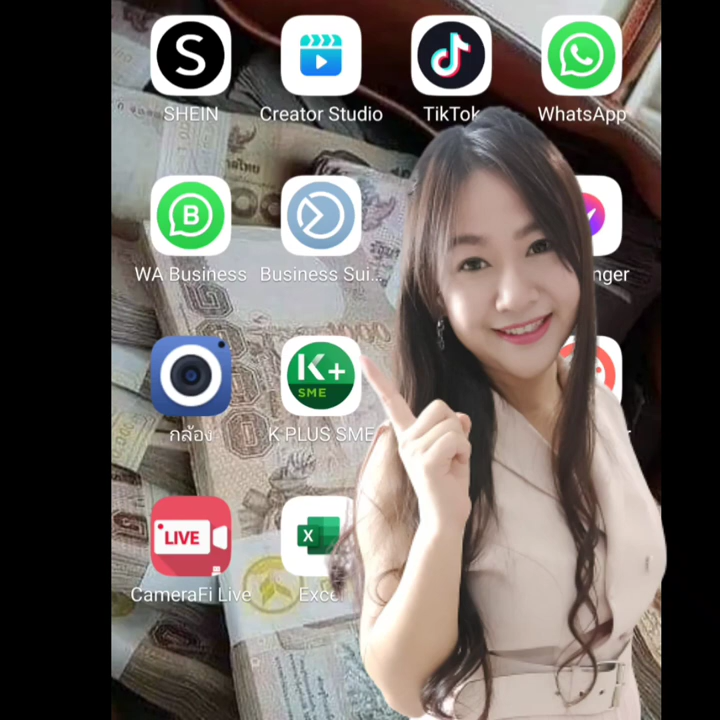 S
SHEIN
Creator Studio
TikTok
WhatsApp
B
WA Business
Business Sui...
nger
K+
SME
กล้อง
K PLUS SME
LIVE
X
CameraFi Live
Exce